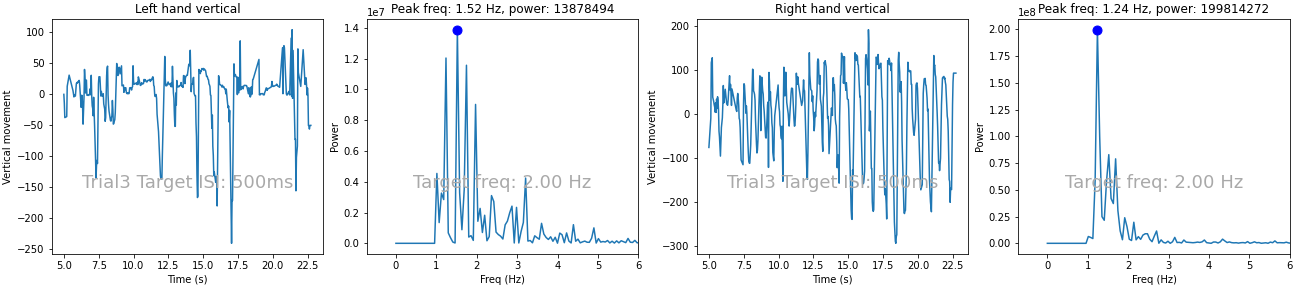 Left hand vertical
Vertical movement
100
50
0
−50
−100
−150
−200
−250
Trial3 Target ISI: 500ms
5.0 7.5 10.0 12.5 15.0 17.5 20.0 22.5
Time (s)
1e7
Peak freq: 1.52 Hz, power: 13878494
Power
1.4
1.2
1.0
0.8
0.6
0.4
0.2
0.0
Target freq: 2.00 Hz
0 1 2 3 4 5 6
Freq (Hz)
Right hand vertical
Vertical movement
200
100
0
−100
−200
−300
Trial3 Target ISI: 500ms
5.0 7.5 10.0 12.5 15.0 17.5 20.0 22.5
Time (s)
1e8
Peak freq: 1.24 Hz, power: 199814272
Power
2.00
1.75
1.50
1.25
1.00
0.75
0.50
0.25
0.00
Target freq: 2.00 Hz
0 1 2 3 4 5 6
Freq (Hz)